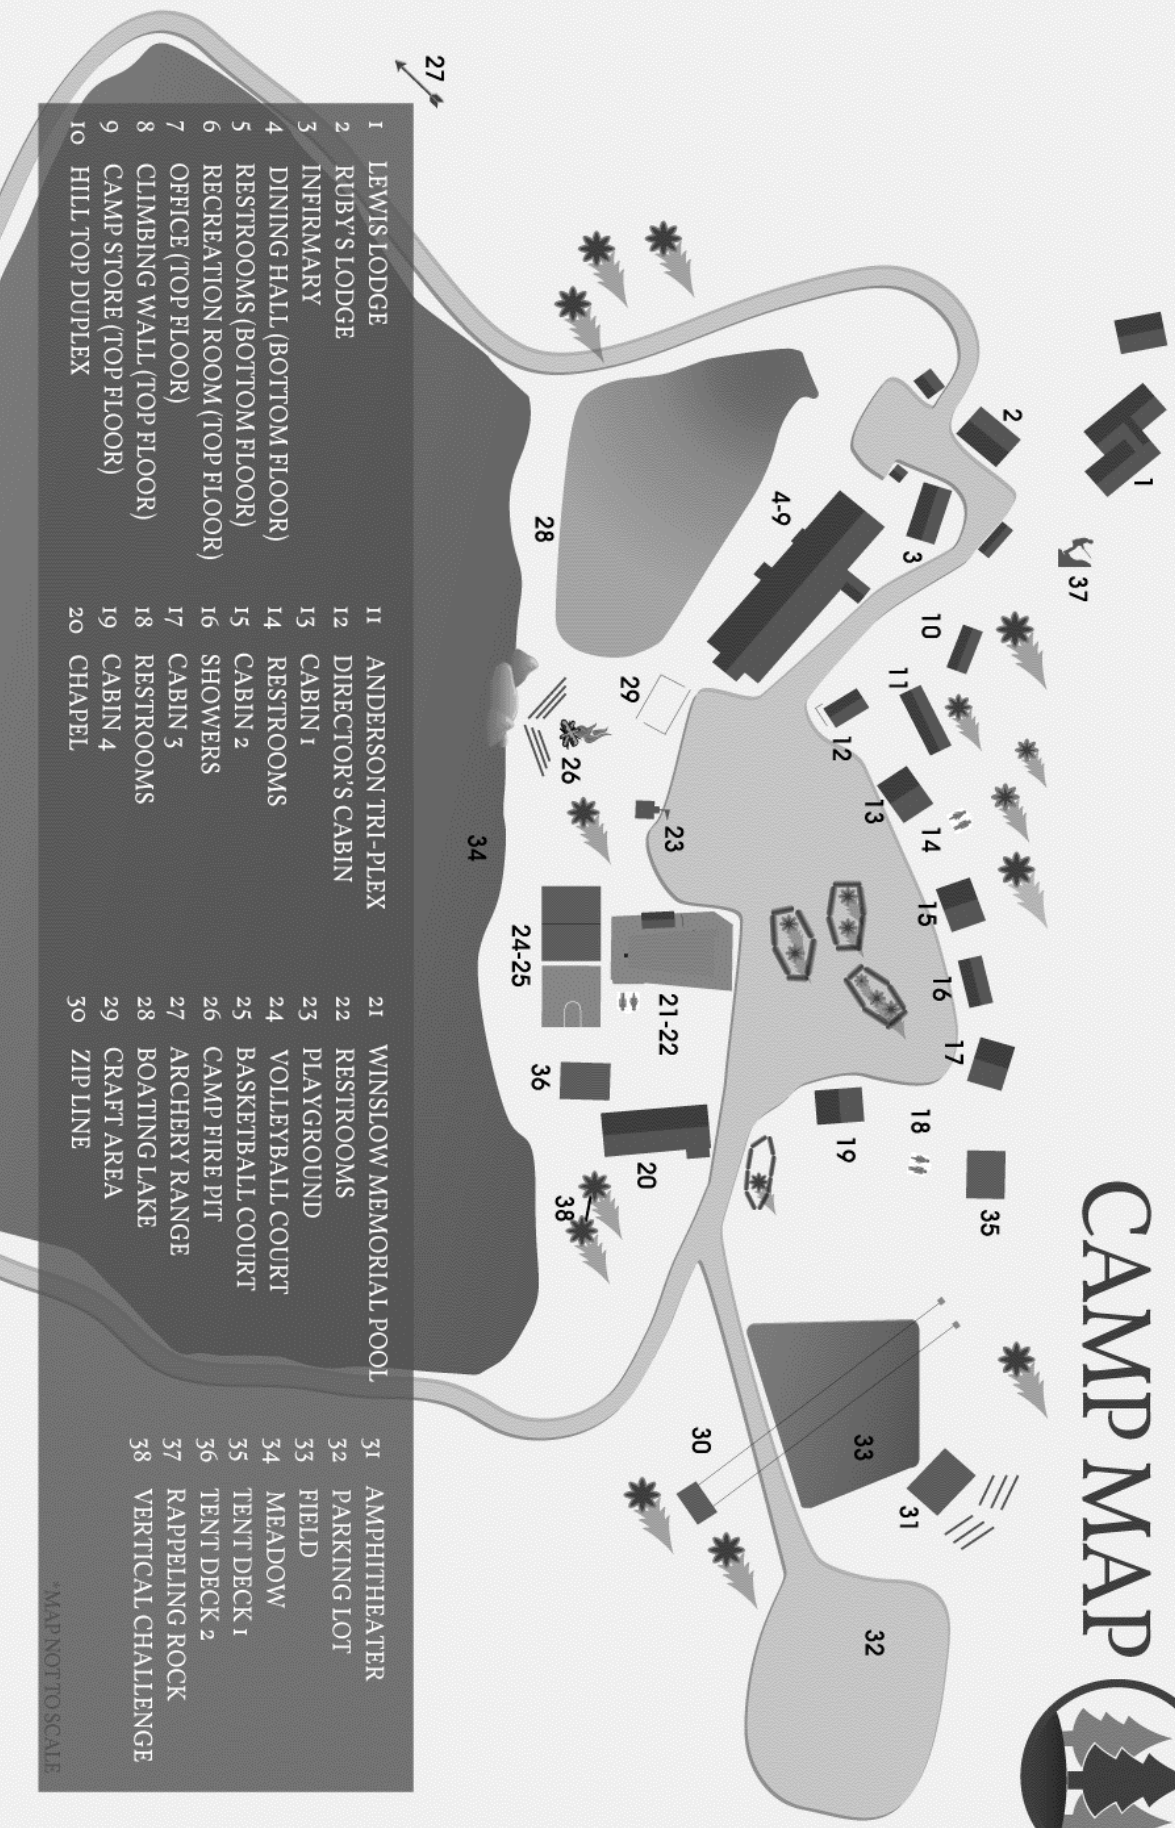 CAMP MAP
1
2
37
3
10
11
12
4-9
13
14
15
16
17
18
35
19
27
28
29
26
23
34
24-25
21-22
36
20
38
33
31
30
32
1 LEWIS LODGE
2 RUBY'S LODGE
3 INFIRMARY
4 DINING HALL (BOTTOM FLOOR)
5 RESTROOMS (BOTTOM FLOOR)
6 RECREATION ROOM (TOP FLOOR)
7 OFFICE (TOP FLOOR)
8 CLIMBING WALL (TOP FLOOR)
9 CAMP STORE (TOP FLOOR)
10 HILL TOP DUPLEX
11 ANDERSON TRI-PLEX
12 DIRECTOR'S CABIN
13 CABIN 1
14 RESTROOMS
15 CABIN 2
16 SHOWERS
17 CABIN 3
18 RESTROOMS
19 CABIN 4
20 CHAPEL
21 WINSLOW MEMORIAL POOL
22 RESTROOMS
23 PLAYGROUND
24 VOLLEYBALL COURT
25 BASKETBALL COURT
26 CAMP FIRE PIT
27 ARCHERY RANGE
28 BOATING LAKE
29 CRAFT AREA
30 ZIP LINE
31 AMPHITHEATER
32 PARKING LOT
33 FIELD
34 MEADOW
35 TENT DECK 1
36 TENT DECK 2
37 RAPPELING ROCK
38 VERTICAL CHALLENGE
*MAP NOT TO SCALE